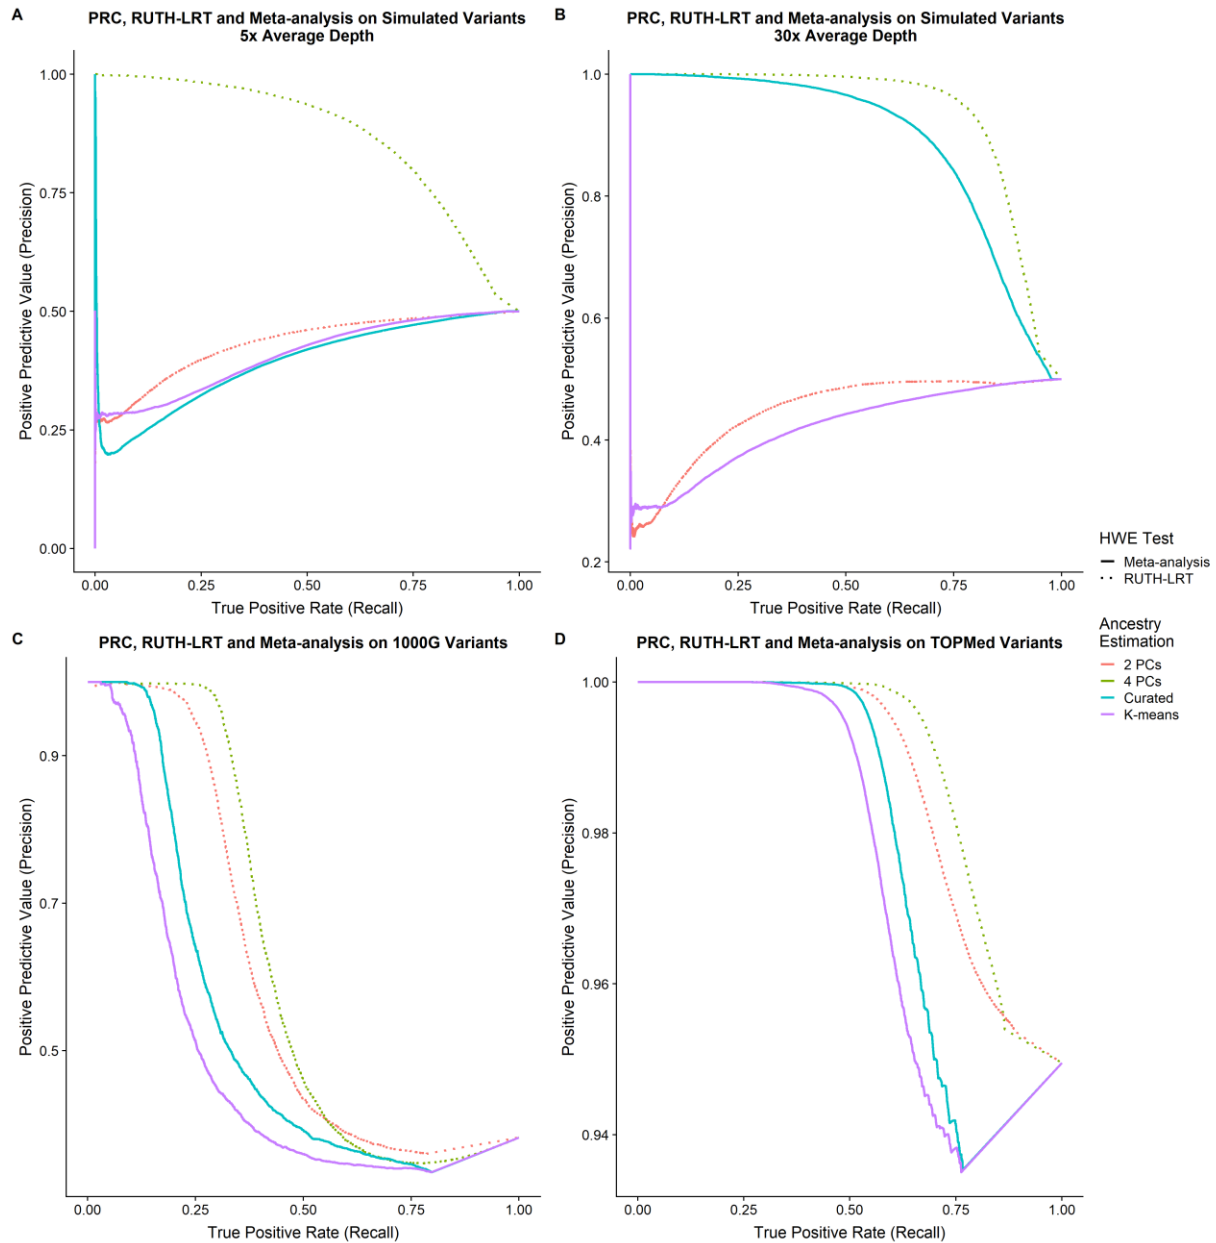 A
PRC, RUTH-LRT and Meta-analysis on Simulated Variants
5x Average Depth
Positive Predictive Value (Precision)
1.00
0.75
0.50
0.25
0.00
0.00 0.25 0.50 0.75 1.00
True Positive Rate (Recall)
B
PRC, RUTH-LRT and Meta-analysis on Simulated Variants
30x Average Depth
Positive Predictive Value (Precision)
1.0
0.8
0.6
0.4
0.2
0.00 0.25 0.50 0.75 1.00
True Positive Rate (Recall)
HWE Test
Meta-analysis
RUTH-LRT
Ancestry
Estimation
2 PCs
4 PCs
Curated
K-means
C
PRC, RUTH-LRT and Meta-analysis on 1000G Variants
Positive Predictive Value (Precision)
0.9
0.7
0.5
0.00 0.25 0.50 0.75 1.00
True Positive Rate (Recall)
D
PRC, RUTH-LRT and Meta-analysis on TOPMed Variants
Positive Predictive Value (Precision)
1.00
0.98
0.96
0.94
0.00 0.25 0.50 0.75 1.00
True Positive Rate (Recall)